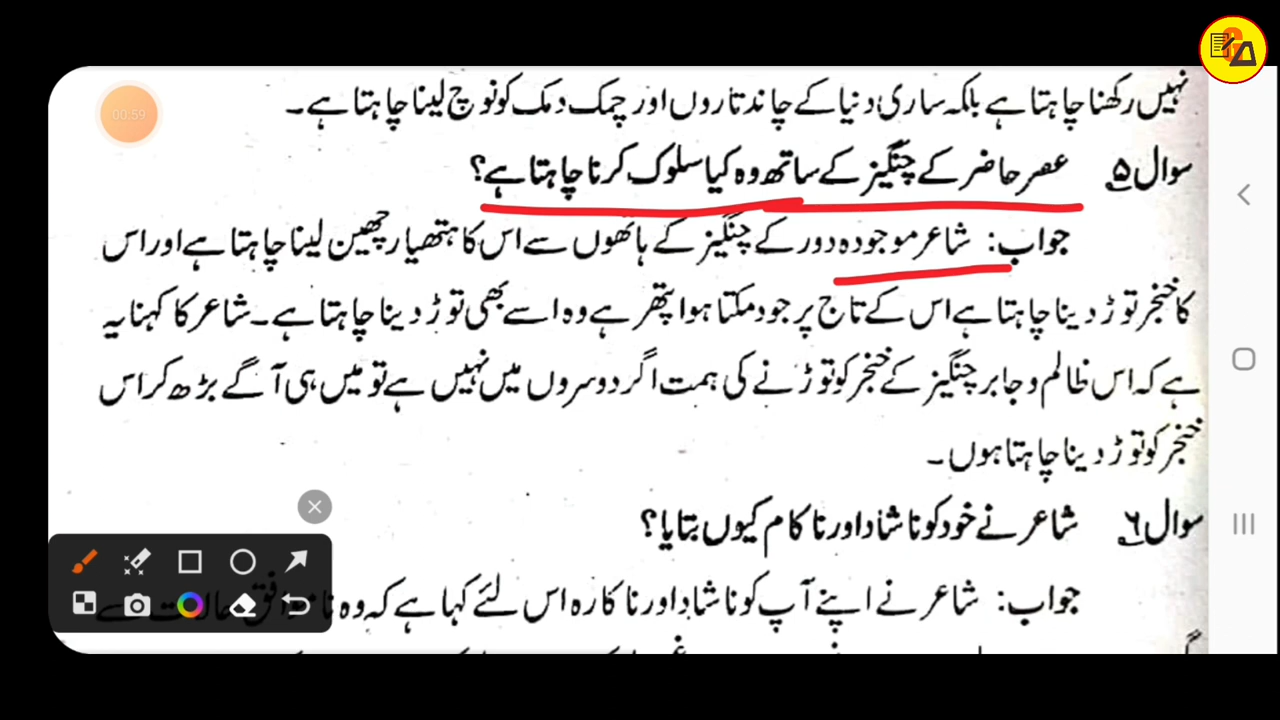 00:59
نہیں رکھنا چاہتا ہے بلکہ ساری دنیا کے چاند تاروں اور چمک دمک کو نوچ لینا چاہتا ہے۔
سوال ۵ عصر حاضر کے چنگیز کے ساتھ وہ کیا سلوک کرنا چاہتا ہے؟
جواب: شاعر موجودہ دور کے چنگیز کے ہاتھوں سے اس کا ہتھیار چھین لینا چاہتا ہے اور اس
کا خنجر توڑ دینا چاہتا ہے اس کے تاج پر جو دمکتا ہوا پتھر ہے وہ اسے بھی توڑ دینا چاہتا ہے۔ شاعر کا کہنا یہ
ہے کہ اس ظالم و جابر چنگیز کے خنجر کو توڑنے کی ہمت اگر دوسروں میں نہیں ہے تو میں ہی آگے بڑھ کر اس
خنجر کو توڑ دینا چاہتا ہوں۔
سوال ۶ شاعر نے خود کو ناشاد اور ناکام کیوں بتایا؟
جواب: شاعر نے اپنے آپ کو ناشاد اور ناکارہ اس لئے کہا ہے کہ وہ